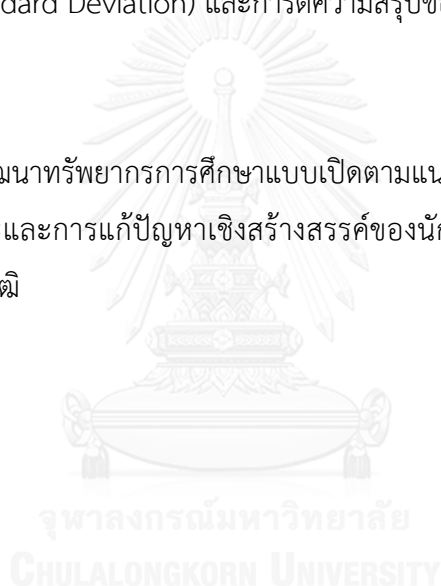 dard Deviation) และการตีความสรุปข
ฒนาทรัพยากรการศึกษาแบบเปิดตามแน
และการแก้ปัญหาเชิงสร้างสรรค์ของนัก
ฒิ
จุฬาลงกรณ์มหาวิทยาลัย
CHULALONGKORN UNIVERSITY